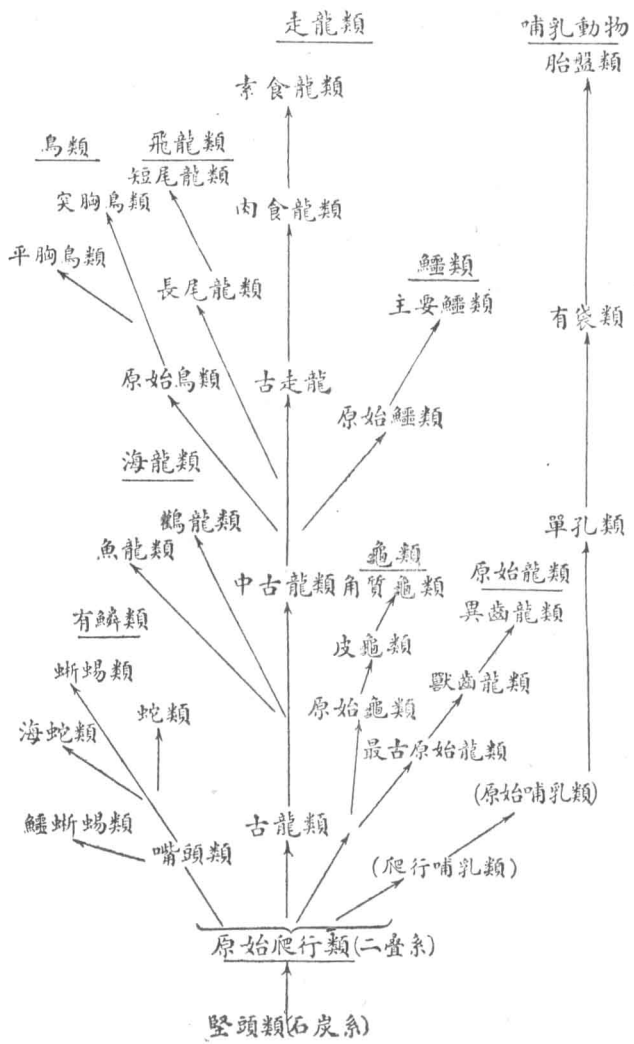 走龍類
哺乳動物
胎盤類
素食龍類
鳥類
飛龍類
短尾龍類
突胸鳥類
肉食龍類
平胸鳥類
鱷類
長尾龍類
主要鱷類
有袋類
原始鳥類
古走龍
原始鱷類
海龍類
鸛龍類
單孔類
魚龍類
龜類
中古龍類
角質龜類
原始龍類
異齒龍類
有鱗類
皮龜類
蜥蜴類
獸齒龍類
蛇類
原始龜類
海蛇類
最古原始龍類
(原始哺乳類)
鱷蜥蜴類
古龍類
嘴頭類
(爬行哺乳類)
原始爬行類(二疊系)
堅頭類(石炭系)